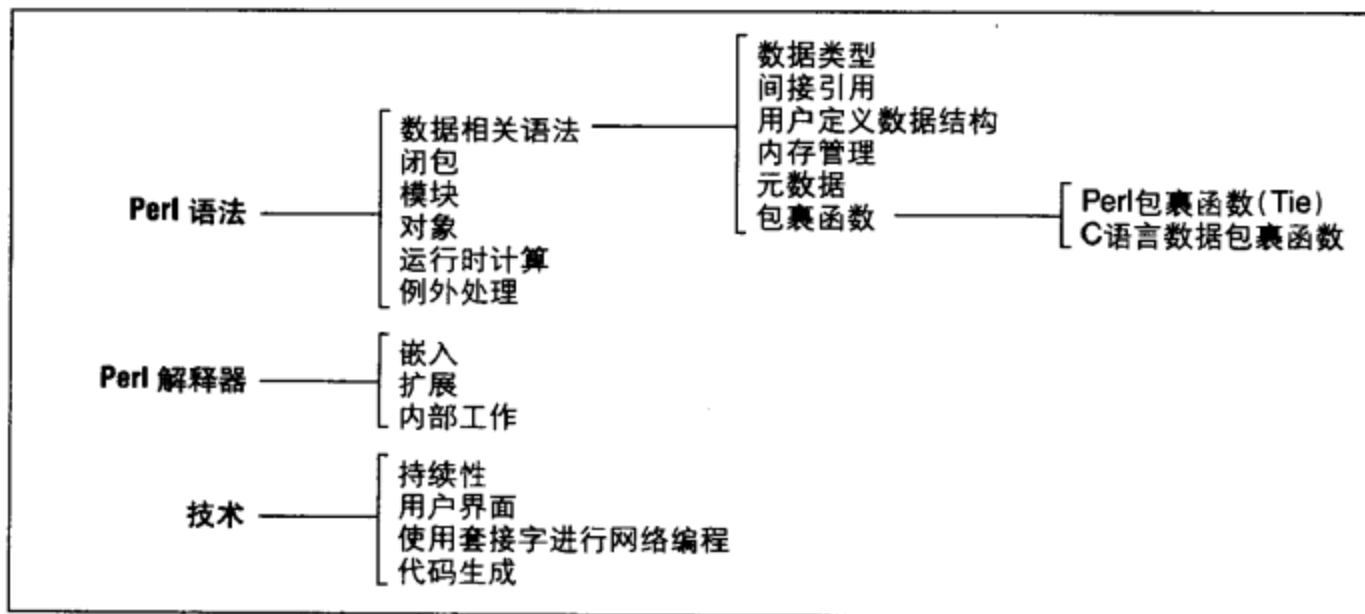 Perl 语法
数据相关语法
闭包
模块
对象
运行时计算
例外处理
数据类型
间接引用
用户定义数据结构
内存管理
元数据
包裹函数
Perl包裹函数(Tie)
C语言数据包裹函数
Perl 解释器
嵌入
扩展
内部工作
技术
持续性
用户界面
使用套接字进行网络编程
代码生成